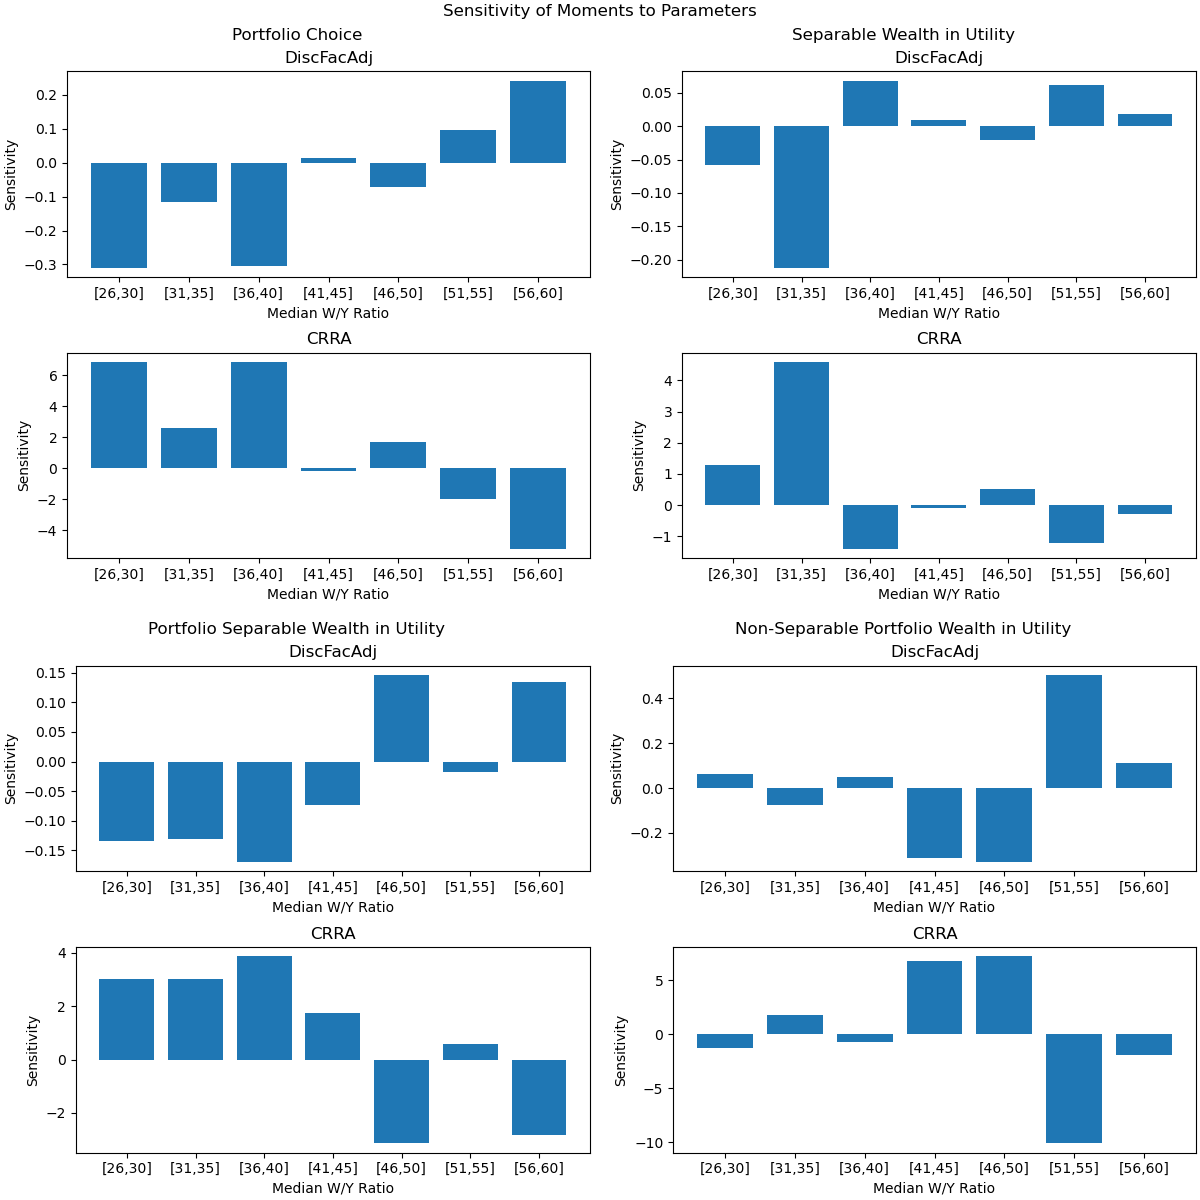 Sensitivity of Moments to Parameters
Portfolio Choice
DiscFacAdj
0.2
0.1
0.0
−0.1
−0.2
−0.3
Sensitivity
[26,30] [31,35] [36,40] [41,45] [46,50] [51,55] [56,60]
Median W/Y Ratio
CRRA
6
4
2
0
−2
−4
Sensitivity
[26,30] [31,35] [36,40] [41,45] [46,50] [51,55] [56,60]
Median W/Y Ratio
Separable Wealth in Utility
DiscFacAdj
0.05
0.00
−0.05
−0.10
−0.15
−0.20
Sensitivity
[26,30] [31,35] [36,40] [41,45] [46,50] [51,55] [56,60]
Median W/Y Ratio
CRRA
4
3
2
1
0
−1
Sensitivity
[26,30] [31,35] [36,40] [41,45] [46,50] [51,55] [56,60]
Median W/Y Ratio
Portfolio Separable Wealth in Utility
DiscFacAdj
0.15
0.10
0.05
0.00
−0.05
−0.10
−0.15
Sensitivity
[26,30] [31,35] [36,40] [41,45] [46,50] [51,55] [56,60]
Median W/Y Ratio
CRRA
4
2
0
−2
Sensitivity
[26,30] [31,35] [36,40] [41,45] [46,50] [51,55] [56,60]
Median W/Y Ratio
Non-Separable Portfolio Wealth in Utility
DiscFacAdj
0.4
0.2
0.0
−0.2
Sensitivity
[26,30] [31,35] [36,40] [41,45] [46,50] [51,55] [56,60]
Median W/Y Ratio
CRRA
5
0
−5
−10
Sensitivity
[26,30] [31,35] [36,40] [41,45] [46,50] [51,55] [56,60]
Median W/Y Ratio